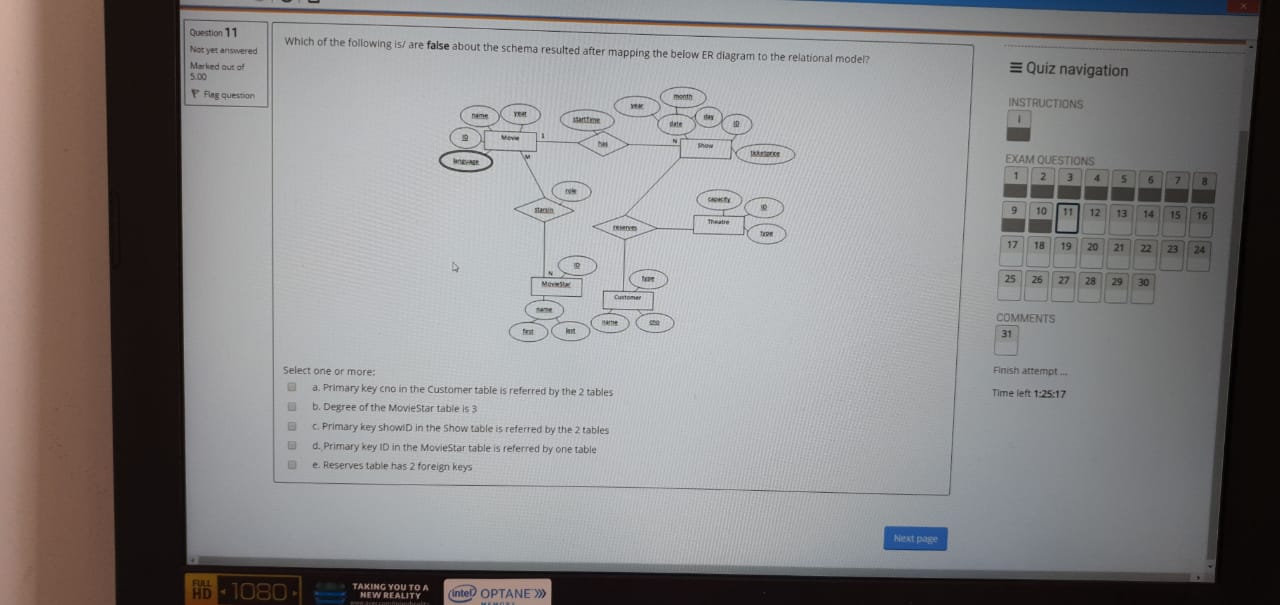 Question 11
Not yet answered
Marked out of
5.00
Flag question
Which of the following is/ are false about the schema resulted after mapping the below ER diagram to the relational model?
month
year
name
year
startTime
date
day
ID
ID
Movie
1
has
N
Show
language
M
ticketprice
role
starsIn
capacity
ID
Theatre
reserves
type
ID
N
MovieStar
type
Customer
name
first
last
name
cno
Select one or more:
a. Primary key cno in the Customer table is referred by the 2 tables
b. Degree of the MovieStar table is 3
c. Primary key showID in the Show table is referred by the 2 tables
d. Primary key ID in the MovieStar table is referred by one table
e. Reserves table has 2 foreign keys
Next page
Quiz navigation
INSTRUCTIONS
i
EXAM QUESTIONS
1 2 3 4 5 6 7 8
9 10 11 12 13 14 15 16
17 18 19 20 21 22 23 24
25 26 27 28 29 30
COMMENTS
31
Finish attempt ...
Time left 1:25:17
FULL
HD
1080
TAKING YOU TO A
NEW REALITY
intel OPTANE
MEMORY